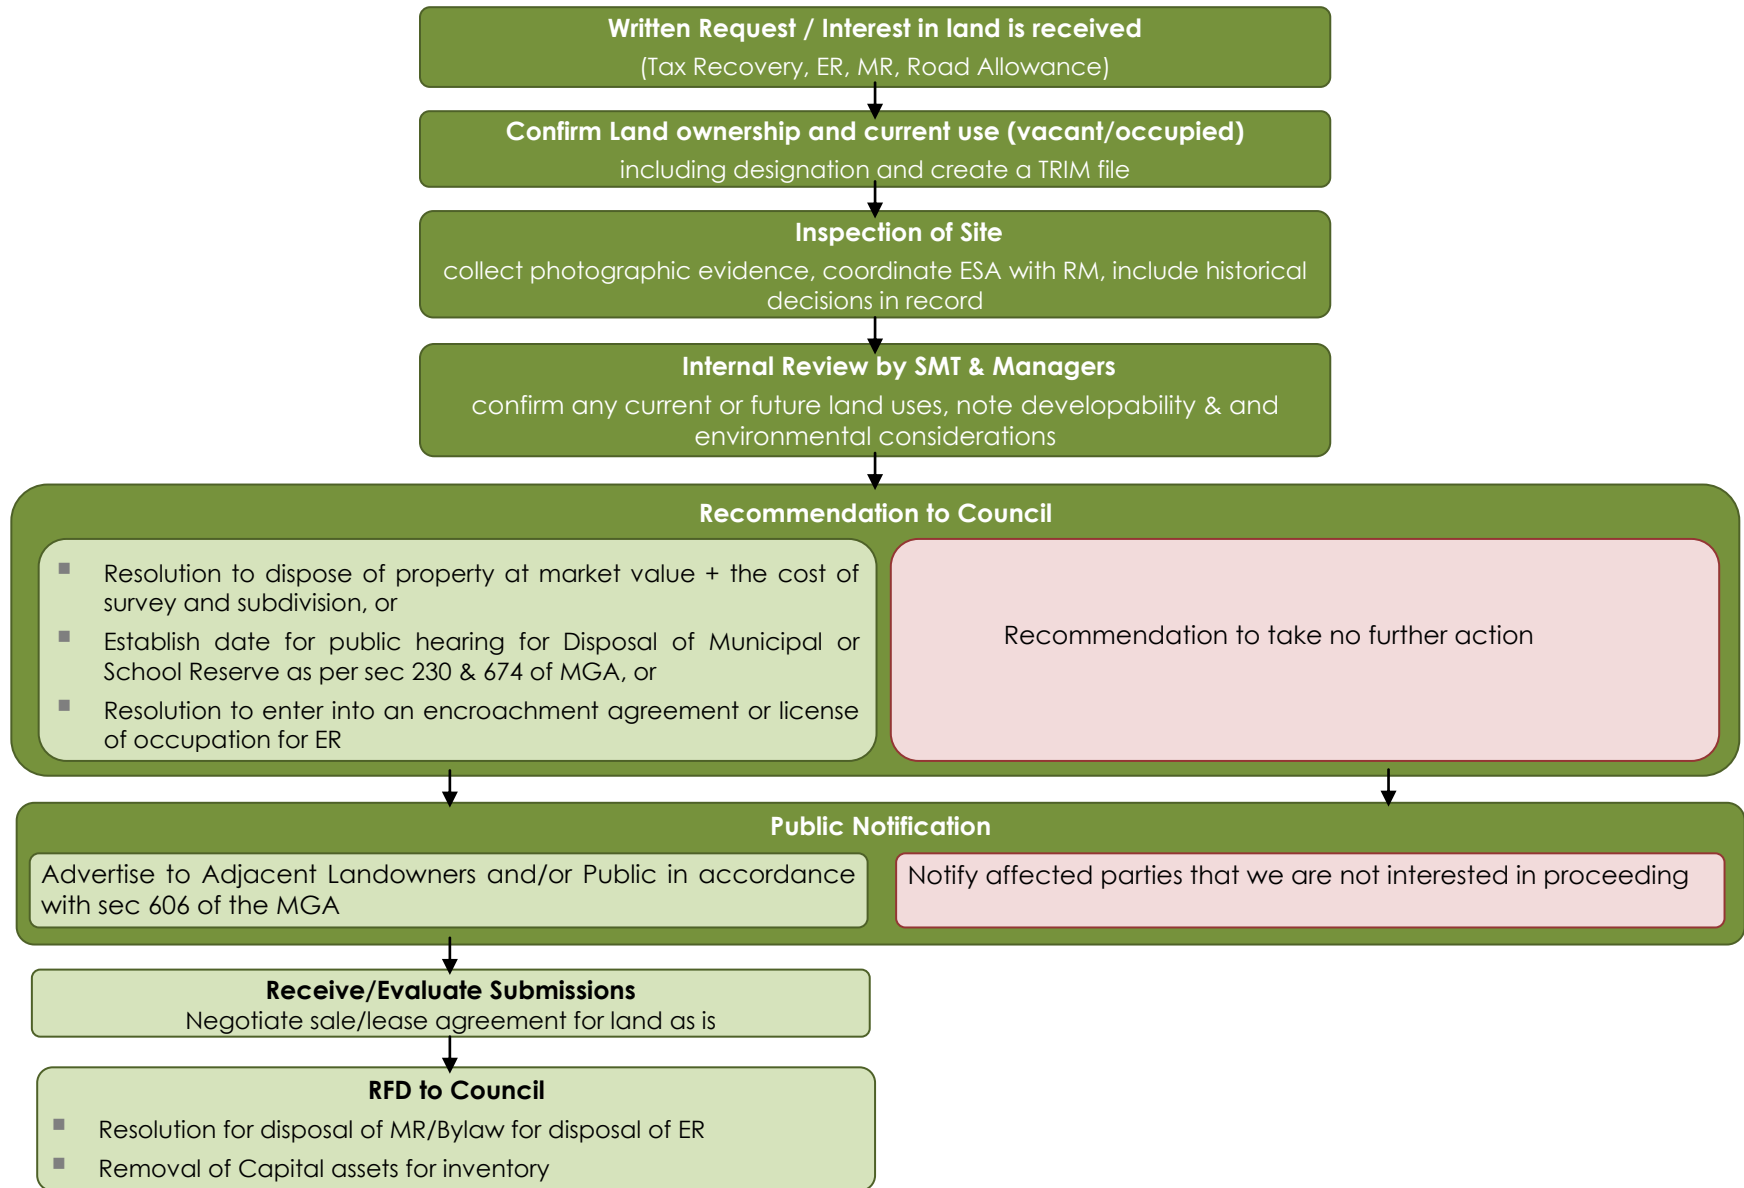 Written Request / Interest in land is received
(Tax Recovery, ER, MR, Road Allowance)
Confirm Land ownership and current use (vacant/occupied)
including designation and create a TRIM file
Inspection of Site
collect photographic evidence, coordinate ESA with RM, include historical
decisions in record
Internal Review by SMT & Managers
confirm any current or future land uses, note developability & and
environmental considerations
Recommendation to Council
Resolution to dispose of property at market value + the cost of
survey and subdivision, or
Establish date for public hearing for Disposal of Municipal or
School Reserve as per sec 230 & 674 of MGA, or
Resolution to enter into an encroachment agreement or license
of occupation for ER
Recommendation to take no further action
Public Notification
Advertise to Adjacent Landowners and/or Public in accordance
with sec 606 of the MGA
Notify affected parties that we are not interested in proceeding
Receive/Evaluate Submissions
Negotiate sale/lease agreement for land as is
RFD to Council
Resolution for disposal of MR/Bylaw for disposal of ER
Removal of Capital assets for inventory